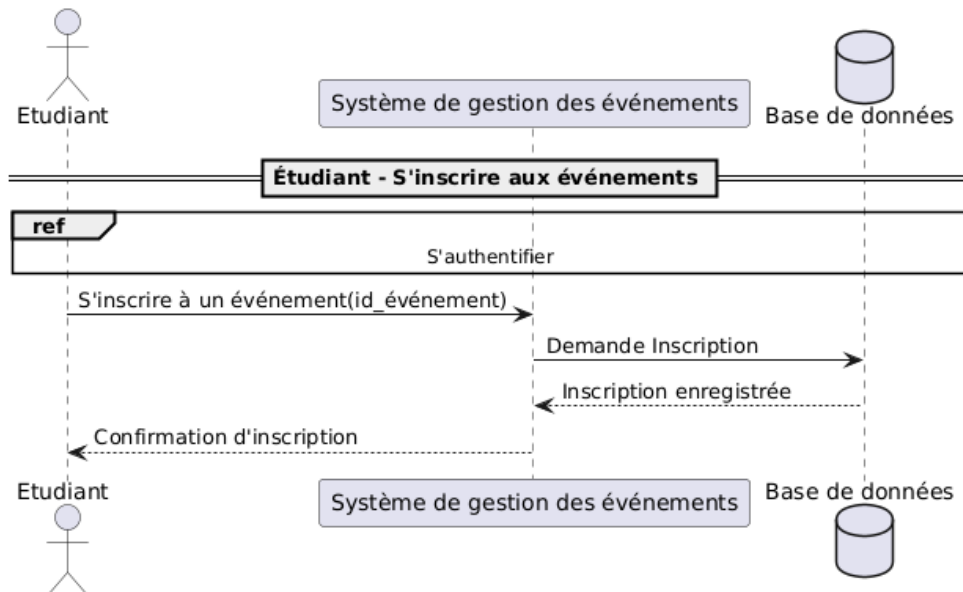 Etudiant
Système de gestion des événements
Base de données
Étudiant - S'inscrire aux événements
ref
S'authentifier
S'inscrire à un événement(id_événement)
Demande Inscription
Inscription enregistrée
Confirmation d'inscription
Etudiant
Système de gestion des événements
Base de données